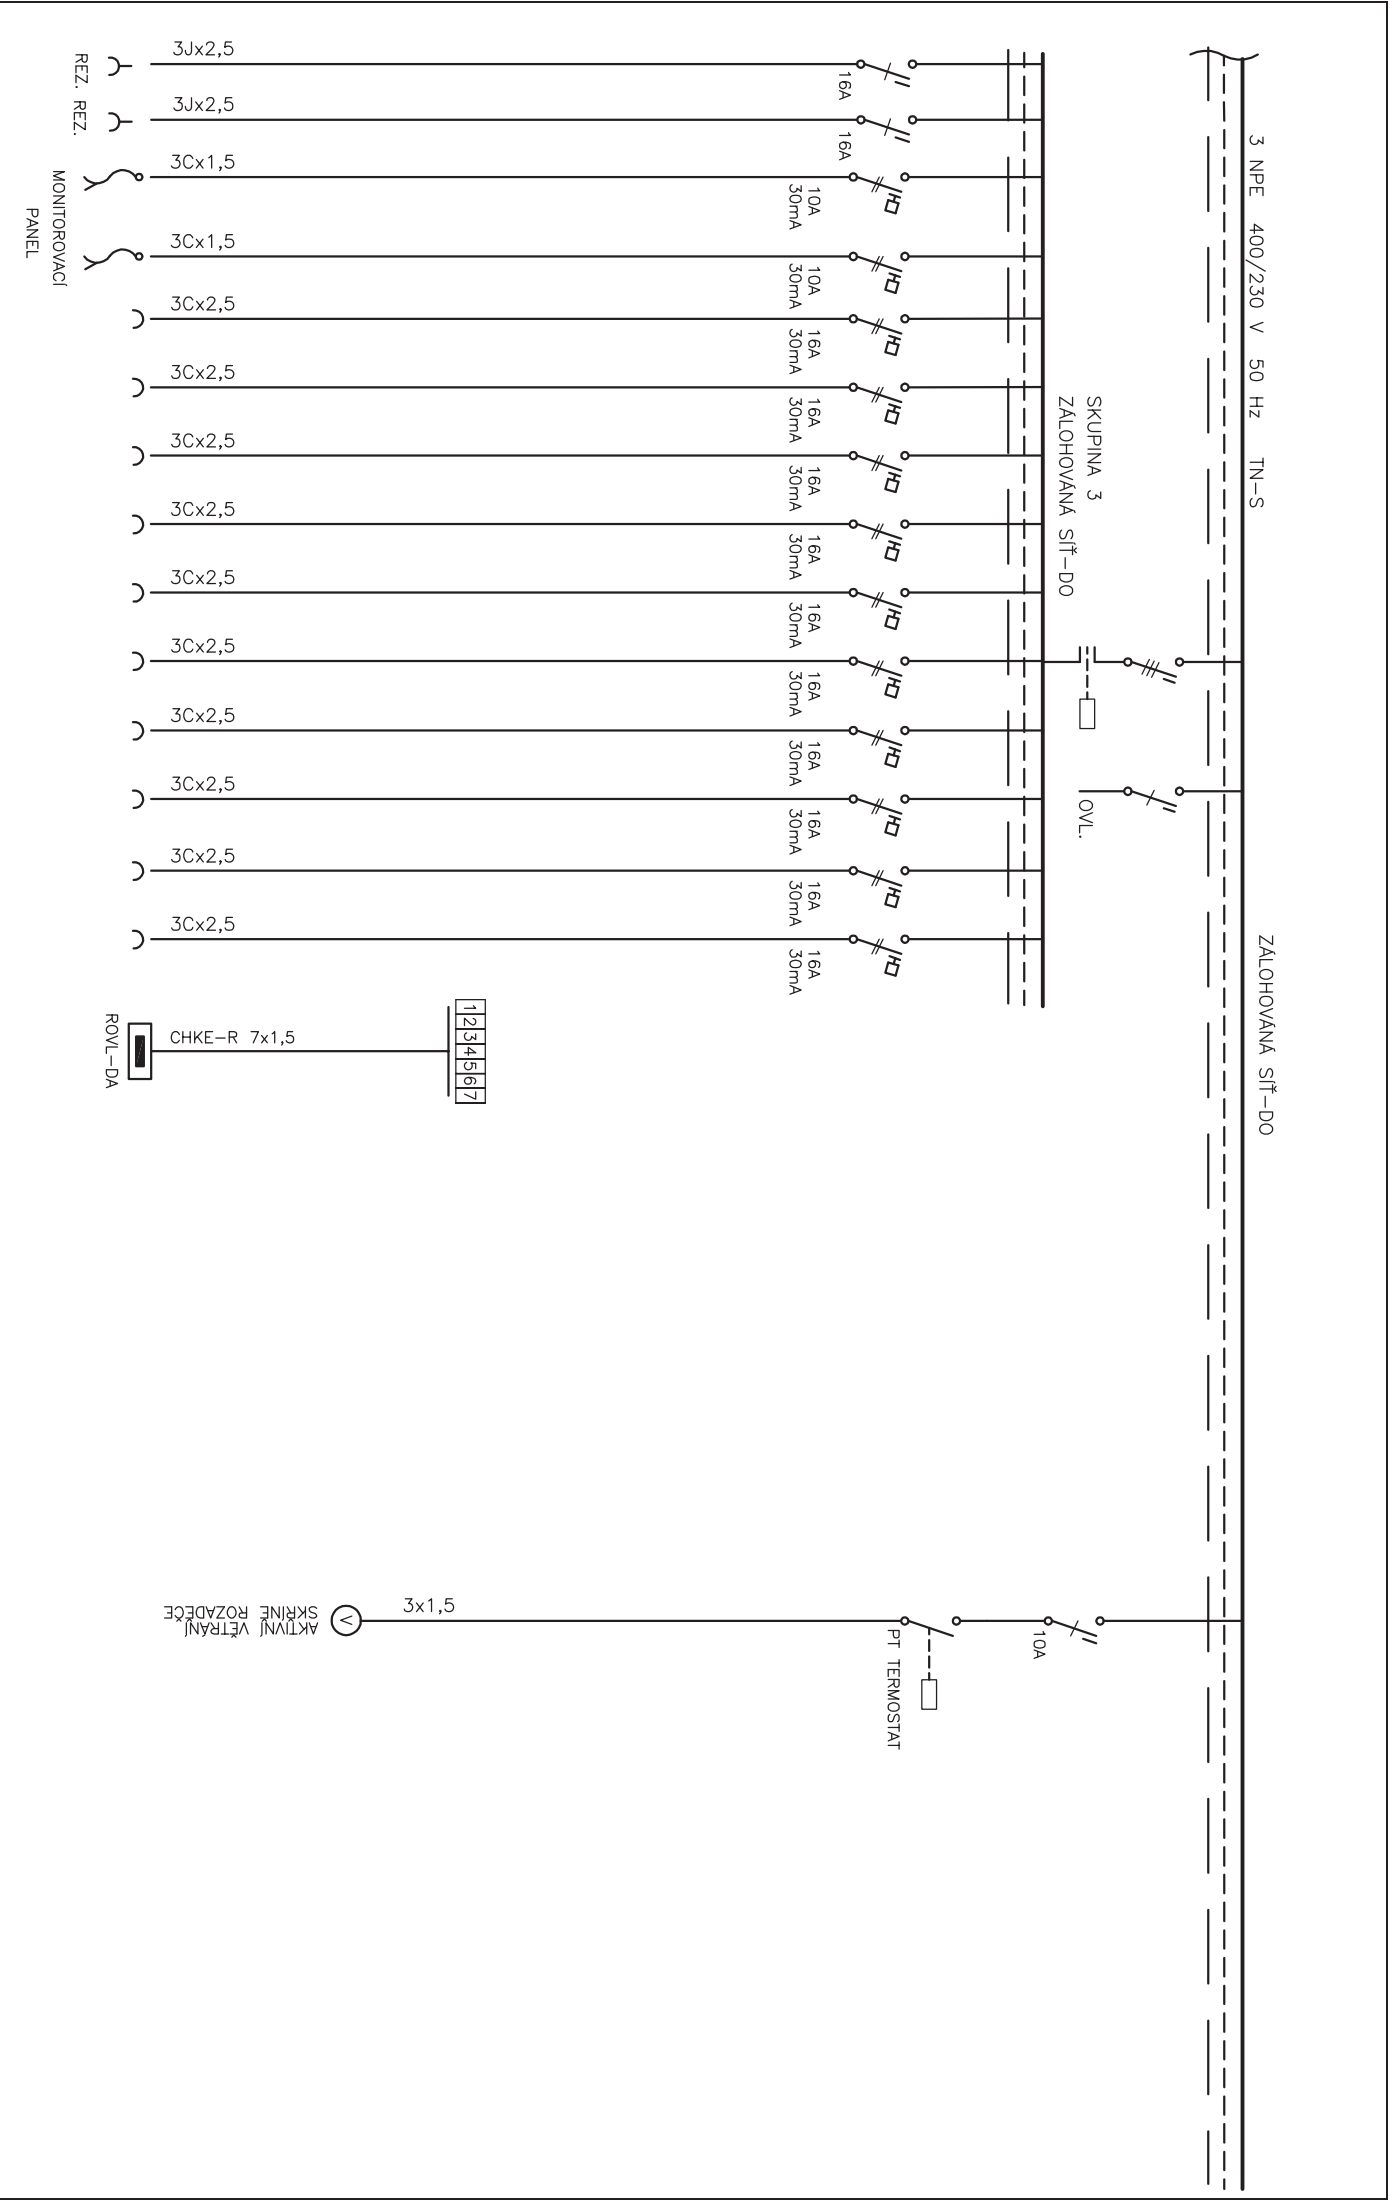 3 NPE 400/230 V 50 Hz TN-S
ZÁLOHOVÁNÁ SÍŤ-DO
SKUPINA 3
ZÁLOHOVÁNÁ SÍŤ-DO
OVL.
3Jx2,5
16A
REZ.
3Jx2,5
16A
REZ.
3Cx1,5
10A
30mA
3Cx1,5
10A
30mA
MONITOROVACÍ
PANEL
3Cx2,5
16A
30mA
3Cx2,5
16A
30mA
3Cx2,5
16A
30mA
3Cx2,5
16A
30mA
3Cx2,5
16A
30mA
3Cx2,5
16A
30mA
3Cx2,5
16A
30mA
3Cx2,5
16A
30mA
3Cx2,5
16A
30mA
3Cx2,5
16A
30mA
1 2 3 4 5 6 7
CHKE-R 7x1,5
ROVL-DA
10A
PT TERMOSTAT
3x1,5
V
AKTIVNÍ VĚTRÁNÍ
SKŘÍNĚ ROZADĚČE